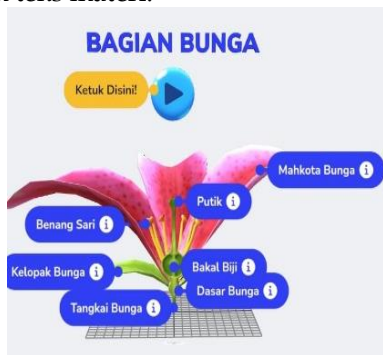 BAGIAN BUNGA
Ketuk Disini!
Mahkota Bunga
Putik
Benang Sari
Kelopak Bunga
Bakal Biji
Dasar Bunga
Tangkai Bunga